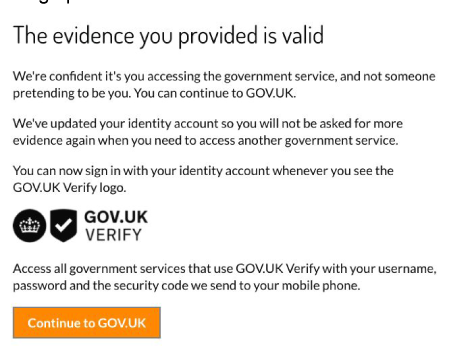 The evidence you provided is valid
We're confident it's you accessing the government service, and not someone
pretending to be you. You can continue to GOV.UK.
We've updated your identity account so you will not be asked for more
evidence again when you need to access another government service.
You can now sign in with your identity account whenever you see the
GOV.UK Verify logo.
GOV.UK
VERIFY
Access all government services that use GOV.UK Verify with your username,
password and the security code we send to your mobile phone.
Continue to GOV.UK